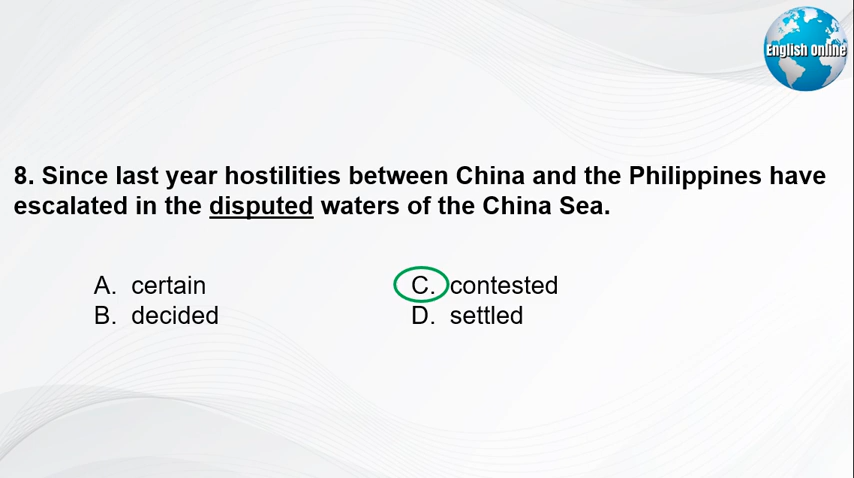 English Online
8. Since last year hostilities between China and the Philippines have
escalated in the disputed waters of the China Sea.
A. certain
C. contested
B. decided
D. settled